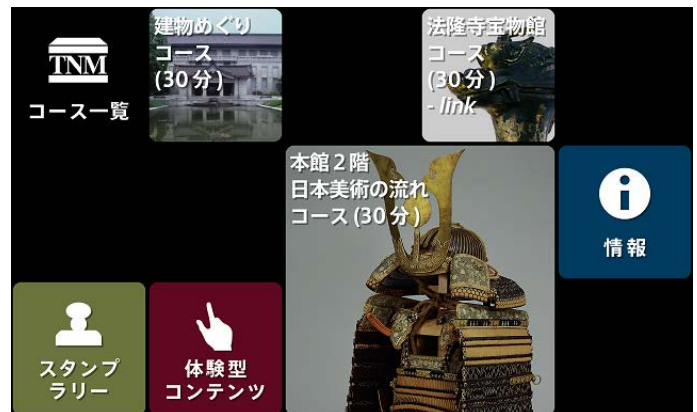 TNM
コース一覧
建物めぐり
コース
(30分)
法隆寺宝物館
コース
(30分)
- link
本館２階
日本美術の流れ
コース (30分)
情報
スタンプ
ラリー
体験型
コンテンツ